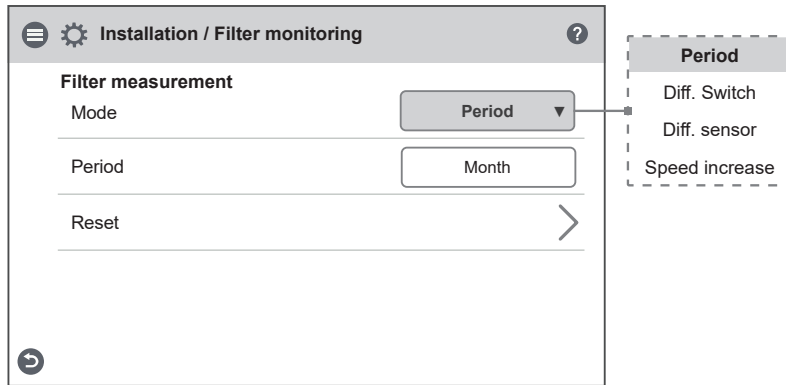 Installation / Filter monitoring
?
Filter measurement
Mode
Period ▼
Period
Month
Reset
Period
Diff. Switch
Diff. sensor
Speed increase